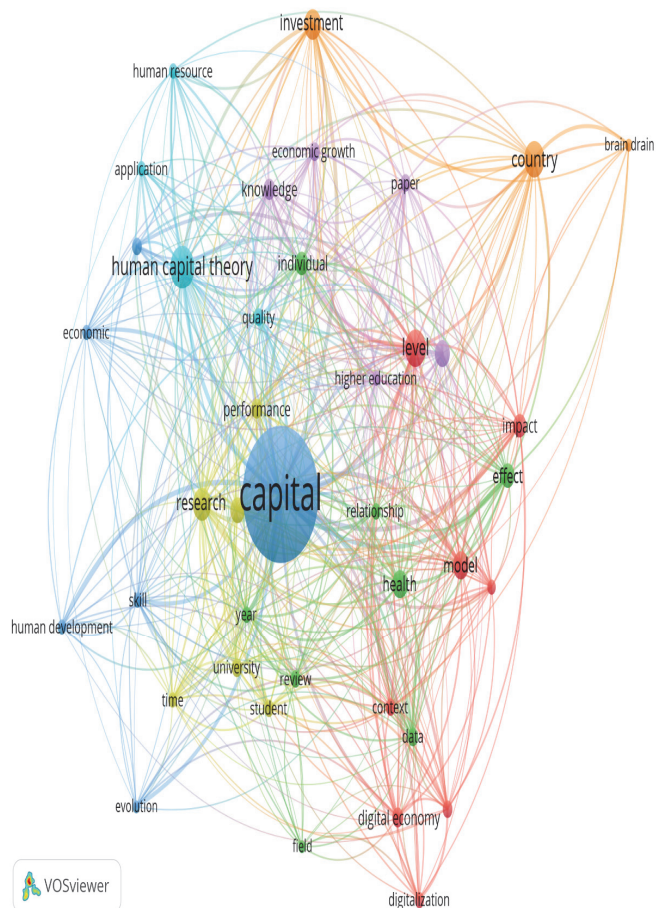 investment
human resource
brain drain
economic growth
country
application
knowledge
paper
human capital theory
individual
quality
economic
level
higher education
performance
impact
effect
capital
research
relationship
model
health
skill
year
human development
university
review
time
student
context
data
evolution
digital economy
field
VOSviewer
digitalization